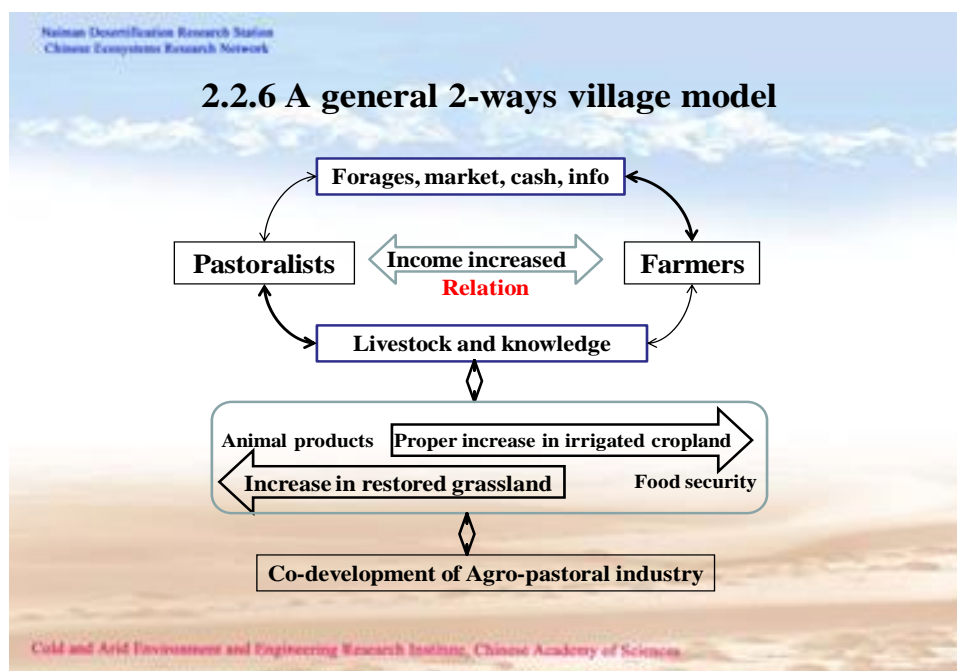 Naiman Desertification Research Station
Chinese Ecosystems Research Network
2.2.6 A general 2-ways village model
Forages, market, cash, info
Pastoralists
Income increased
Farmers
Relation
Livestock and knowledge
Animal products
Proper increase in irrigated cropland
Increase in restored grassland
Food security
Co-development of Agro-pastoral industry
Cold and Arid Environment and Engineering Research Institute, Chinese Academy of Sciences